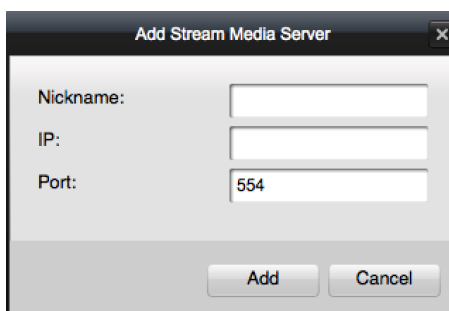 Add Stream Media Server
Nickname:
IP:
Port: 554
Add Cancel